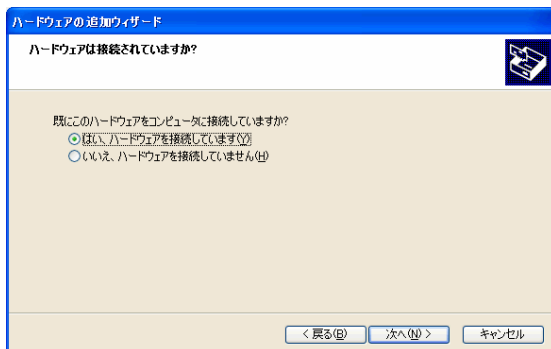 ハードウェアの追加ウィザード
ハードウェアは接続されていますか?
既にこのハードウェアをコンピュータに接続していますか?
はい、ハードウェアを接続しています(Y)
いいえ、ハードウェアを接続していません(H)
< 戻る(B) 次へ(N) > キャンセル